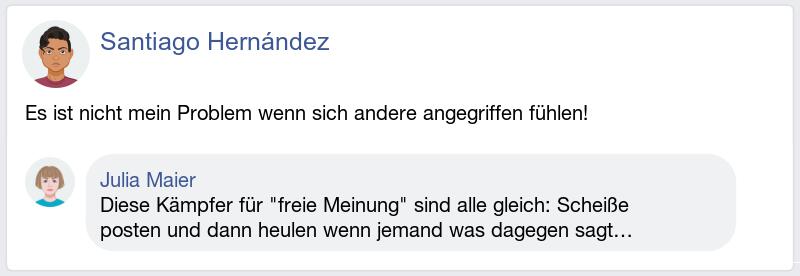 Santiago Hernández
Es ist nicht mein Problem wenn sich andere angegriffen fühlen!
Julia Maier
Diese Kämpfer für "freie Meinung" sind alle gleich: Scheiße
posten und dann heulen wenn jemand was dagegen sagt…